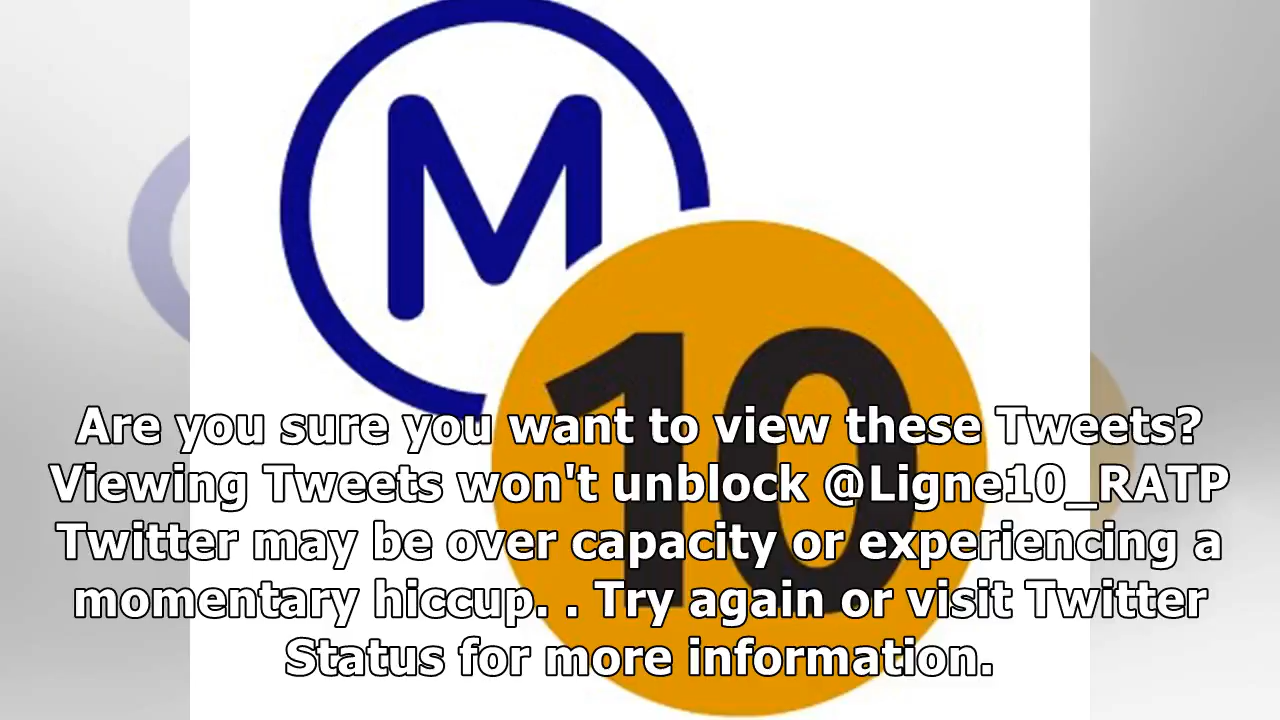 M
10
Are you sure you want to view these Tweets?
Viewing Tweets won't unblock @Ligne10_RATP
Twitter may be over capacity or experiencing a
momentary hiccup. . Try again or visit Twitter
Status for more information.